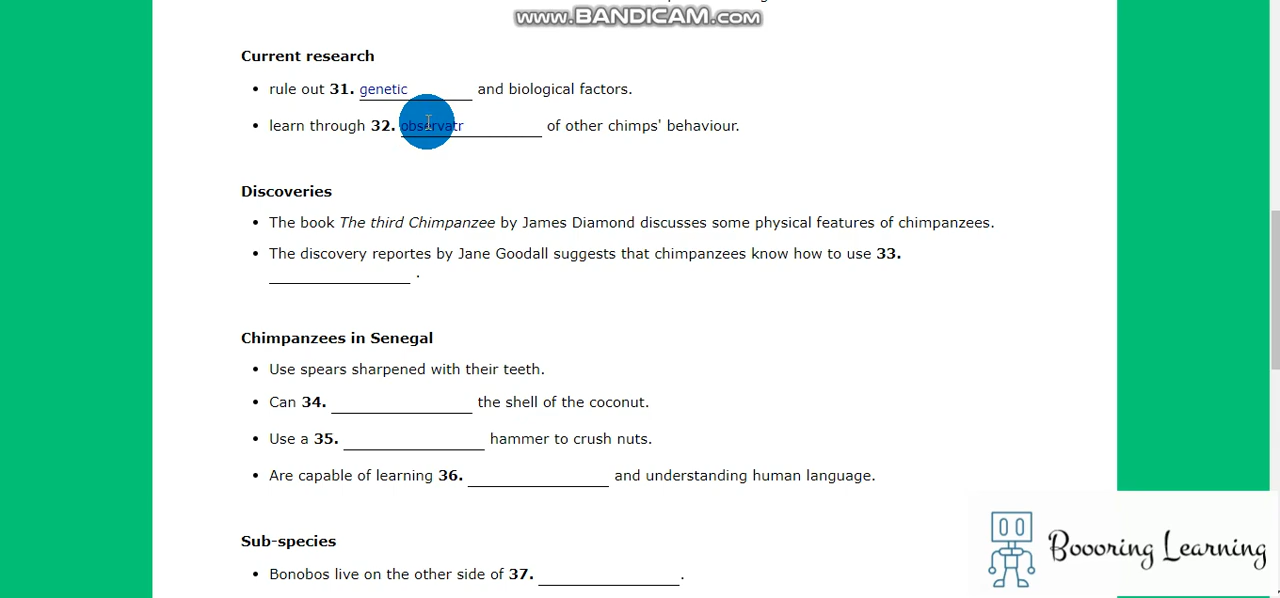 www.BANDICAM.com
Current research
• rule out 31. genetic and biological factors.
• learn through 32. observatr of other chimps' behaviour.
Discoveries
• The book The third Chimpanzee by James Diamond discusses some physical features of chimpanzees.
• The discovery reportes by Jane Goodall suggests that chimpanzees know how to use 33.
.
Chimpanzees in Senegal
• Use spears sharpened with their teeth.
• Can 34. the shell of the coconut.
• Use a 35. hammer to crush nuts.
• Are capable of learning 36. and understanding human language.
Sub-species
• Bonobos live on the other side of 37. .
Boooring Learning